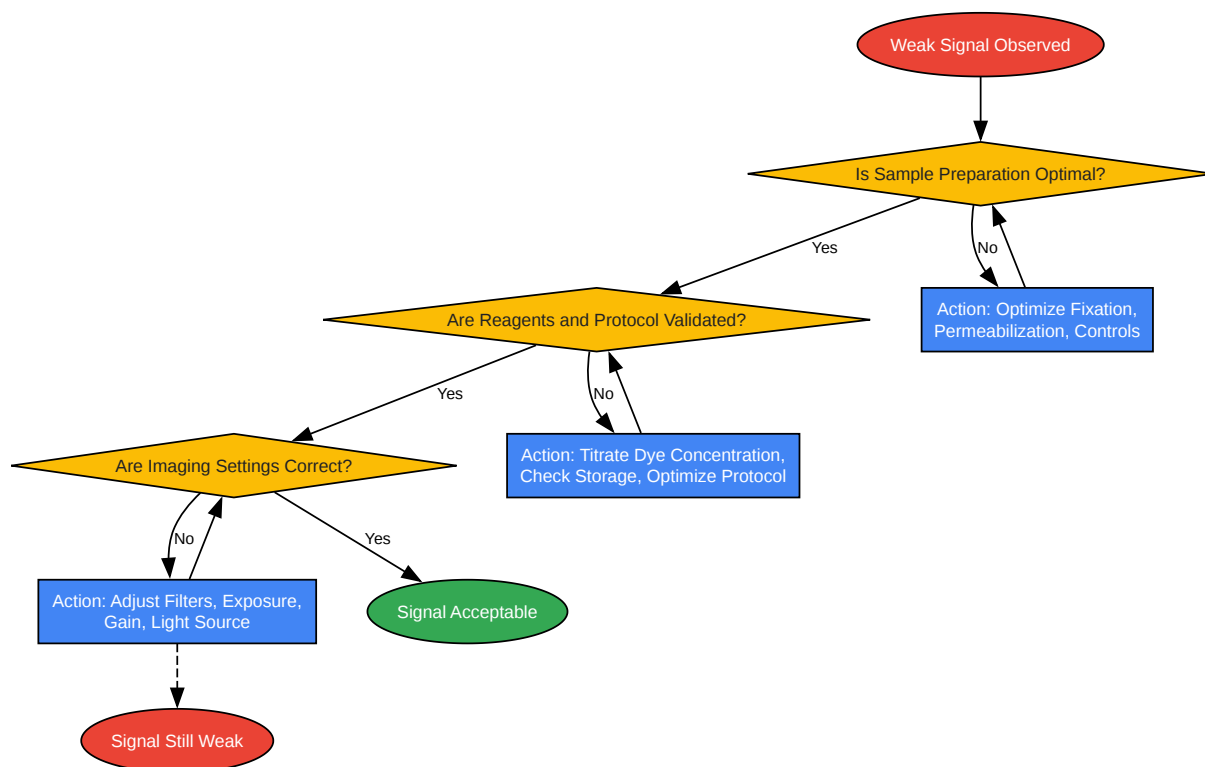 Weak Signal Observed
Is Sample Preparation Optimal?
Yes
No
Action: Optimize Fixation,
Permeabilization, Controls
Are Reagents and Protocol Validated?
Yes
No
Action: Titrate Dye Concentration,
Check Storage, Optimize Protocol
Are Imaging Settings Correct?
No
Yes
Action: Adjust Filters, Exposure,
Gain, Light Source
Signal Acceptable
Signal Still Weak